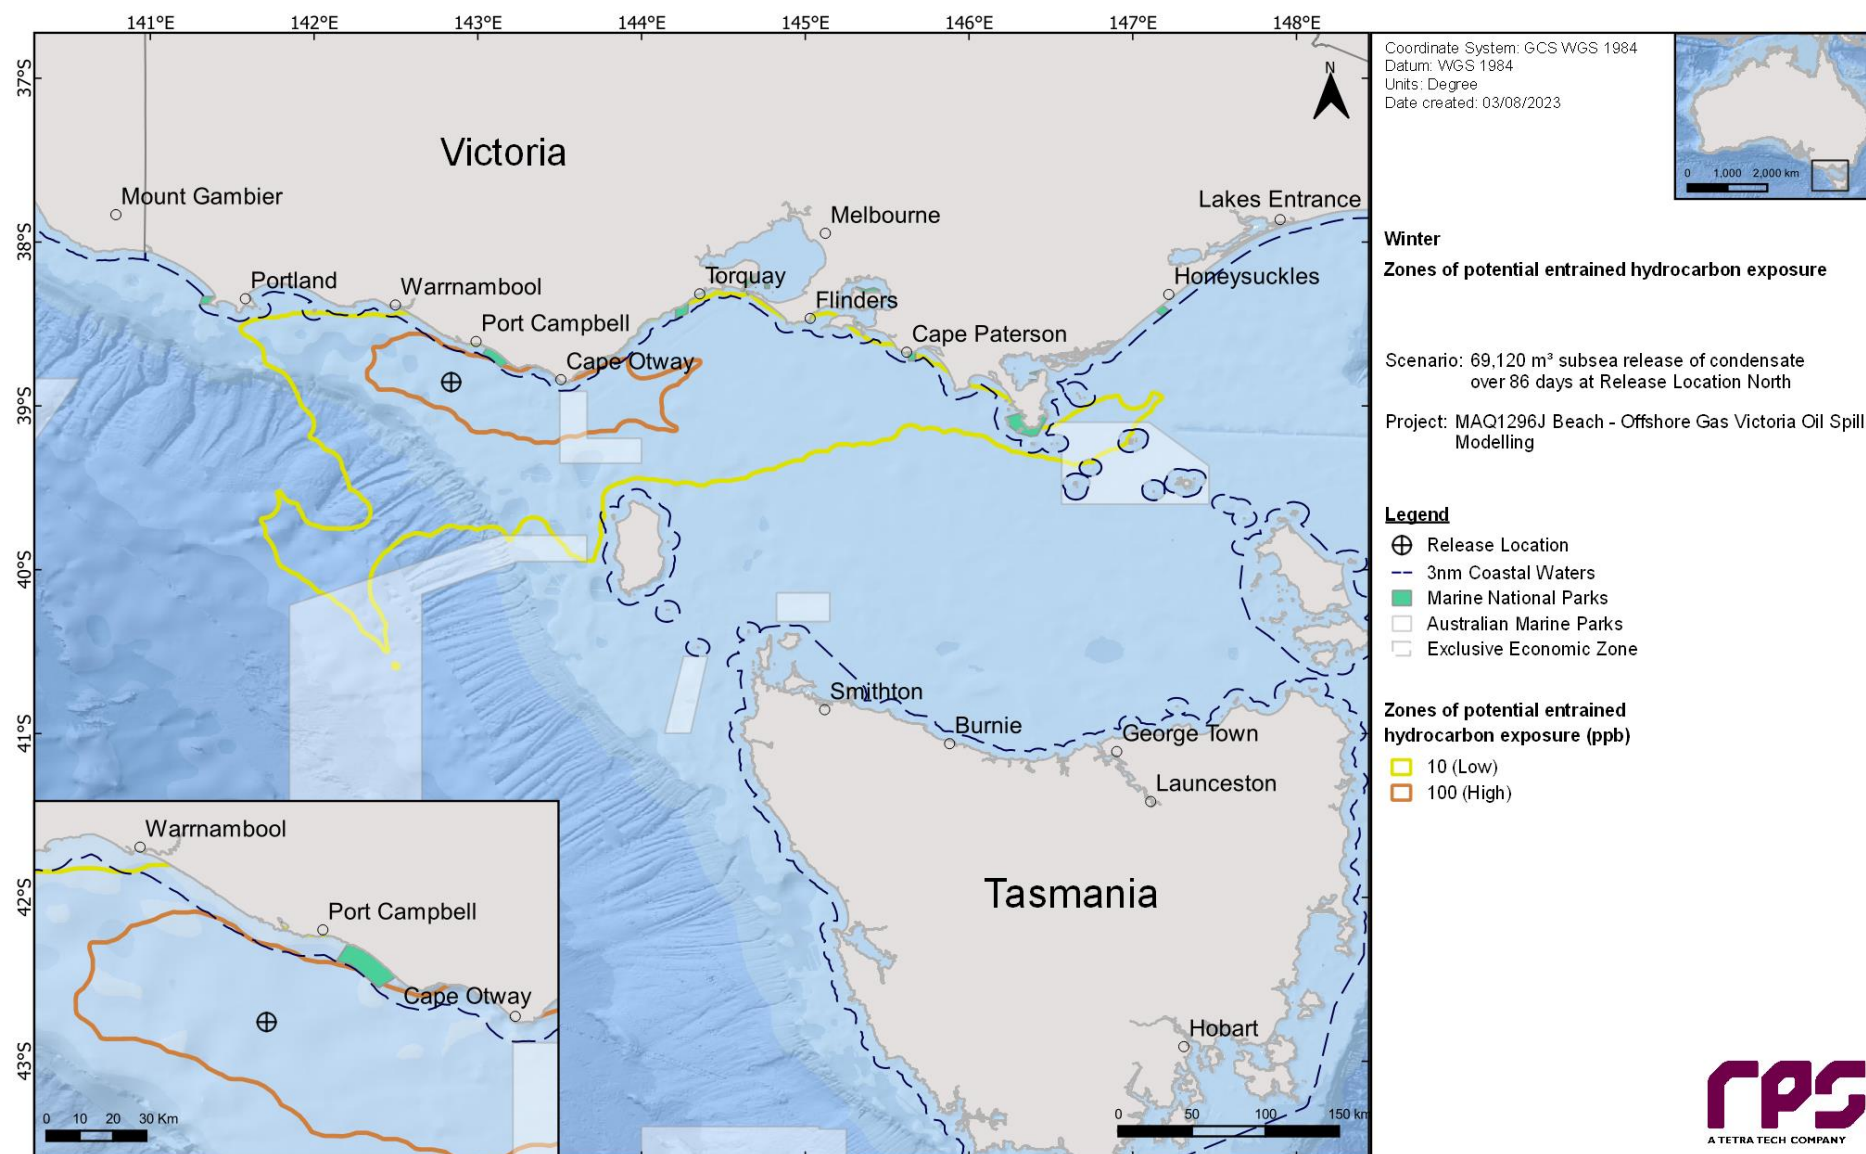 141°E 142°E 143°E 144°E 145°E 146°E 147°E 148°E
37°S
38°S
39°S
40°S
41°S
42°S
43°S
N
Victoria
Mount Gambier
Melbourne
Lakes Entrance
Portland
Warrnambool
Torquay
Honeysuckles
Flinders
Port Campbell
Cape Paterson
Cape Otway
Smithton
Burnie
George Town
Launceston
Tasmania
Hobart
0 50 100 150 km
Warrnambool
Port Campbell
Cape Otway
0 10 20 30 Km
Coordinate System: GCS WGS 1984
Datum: WGS 1984
Units: Degree
Date created: 03/08/2023
0 1,000 2,000 km
Winter
Zones of potential entrained hydrocarbon exposure
Scenario: 69,120 m³ subsea release of condensate
over 86 days at Release Location North
Project: MAQ1296J Beach - Offshore Gas Victoria Oil Spill
Modelling
Legend
Release Location
3nm Coastal Waters
Marine National Parks
Australian Marine Parks
Exclusive Economic Zone
Zones of potential entrained
hydrocarbon exposure (ppb)
10 (Low)
100 (High)
rps
A TETRA TECH COMPANY